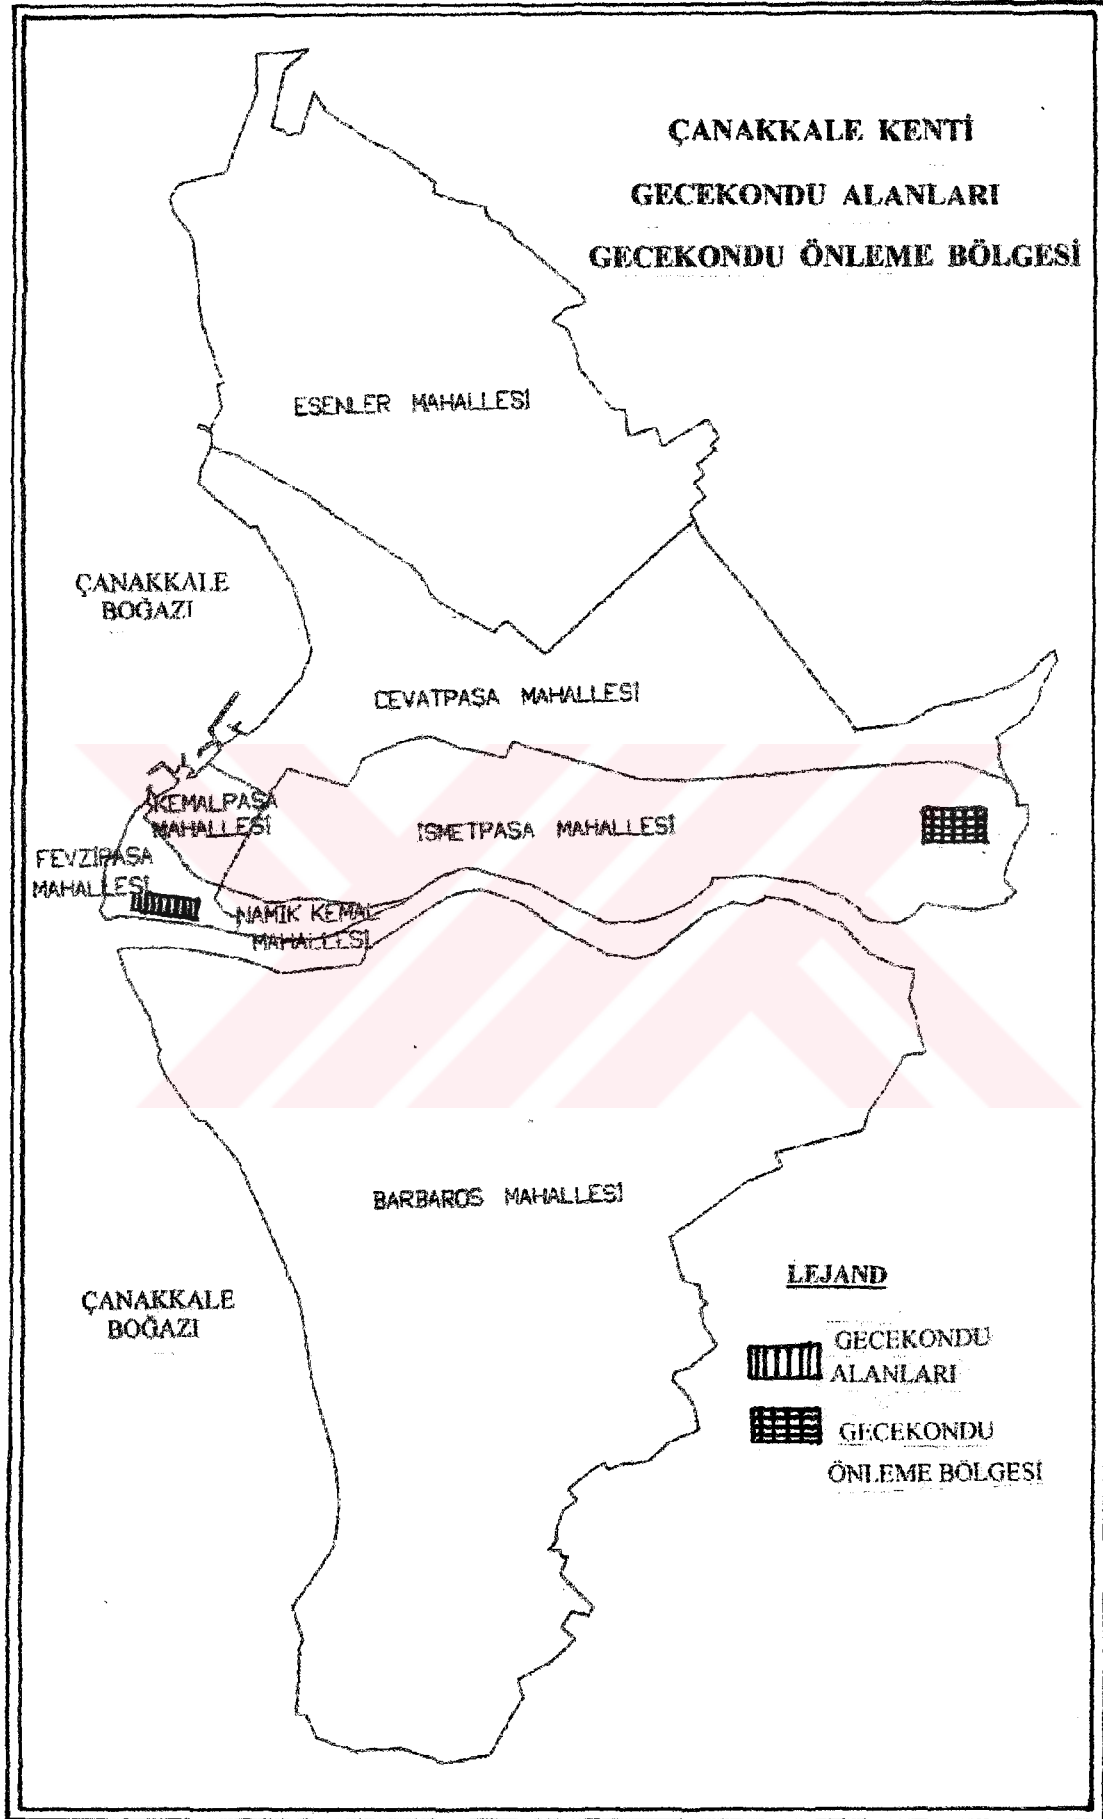 ÇANAKKALE KENTİ
GECEKONDU ALANLARI
GECEKONDU ÖNLEME BÖLGESİ
ESENLER MAHALLESİ
ÇANAKKALE
BOĞAZI
CEVATPAŞA MAHALLESİ
KEMALPAŞA
MAHALLESİ
İSMETPAŞA MAHALLESİ
FEVZİPAŞA
MAHALLESİ
NAMIK KEMAL
MAHALLESİ
BARBAROS MAHALLESİ
ÇANAKKALE
BOĞAZI
LEJAND
GECEKONDU
ALANLARI
GECEKONDU
ÖNLEME BÖLGESİ